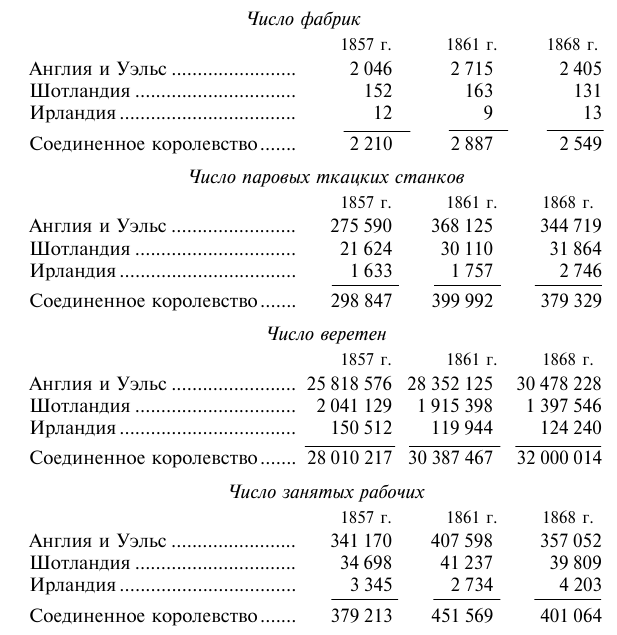 Число фабрик
1857 г. 1861 г. 1868 г.
Англия и Уэльс ........................ 2 046 2 715 2 405
Шотландия ............................... 152 163 131
Ирландия .................................. 12 9 13
Соединенное королевство ....... 2 210 2 887 2 549
Число паровых ткацких станков
1857 г. 1861 г. 1868 г.
Англия и Уэльс ........................ 275 590 368 125 344 719
Шотландия ............................... 21 624 30 110 31 864
Ирландия .................................. 1 633 1 757 2 746
Соединенное королевство ....... 298 847 399 992 379 329
Число веретен
1857 г. 1861 г. 1868 г.
Англия и Уэльс ........................ 25 818 576 28 352 125 30 478 228
Шотландия ................................ 2 041 129 1 915 398 1 397 546
Ирландия .................................. 150 512 119 944 124 240
Соединенное королевство ....... 28 010 217 30 387 467 32 000 014
Число занятых рабочих
1857 г. 1861 г. 1868 г.
Англия и Уэльс ........................ 341 170 407 598 357 052
Шотландия ................................ 34 698 41 237 39 809
Ирландия .................................. 3 345 2 734 4 203
Соединенное королевство ....... 379 213 451 569 401 064